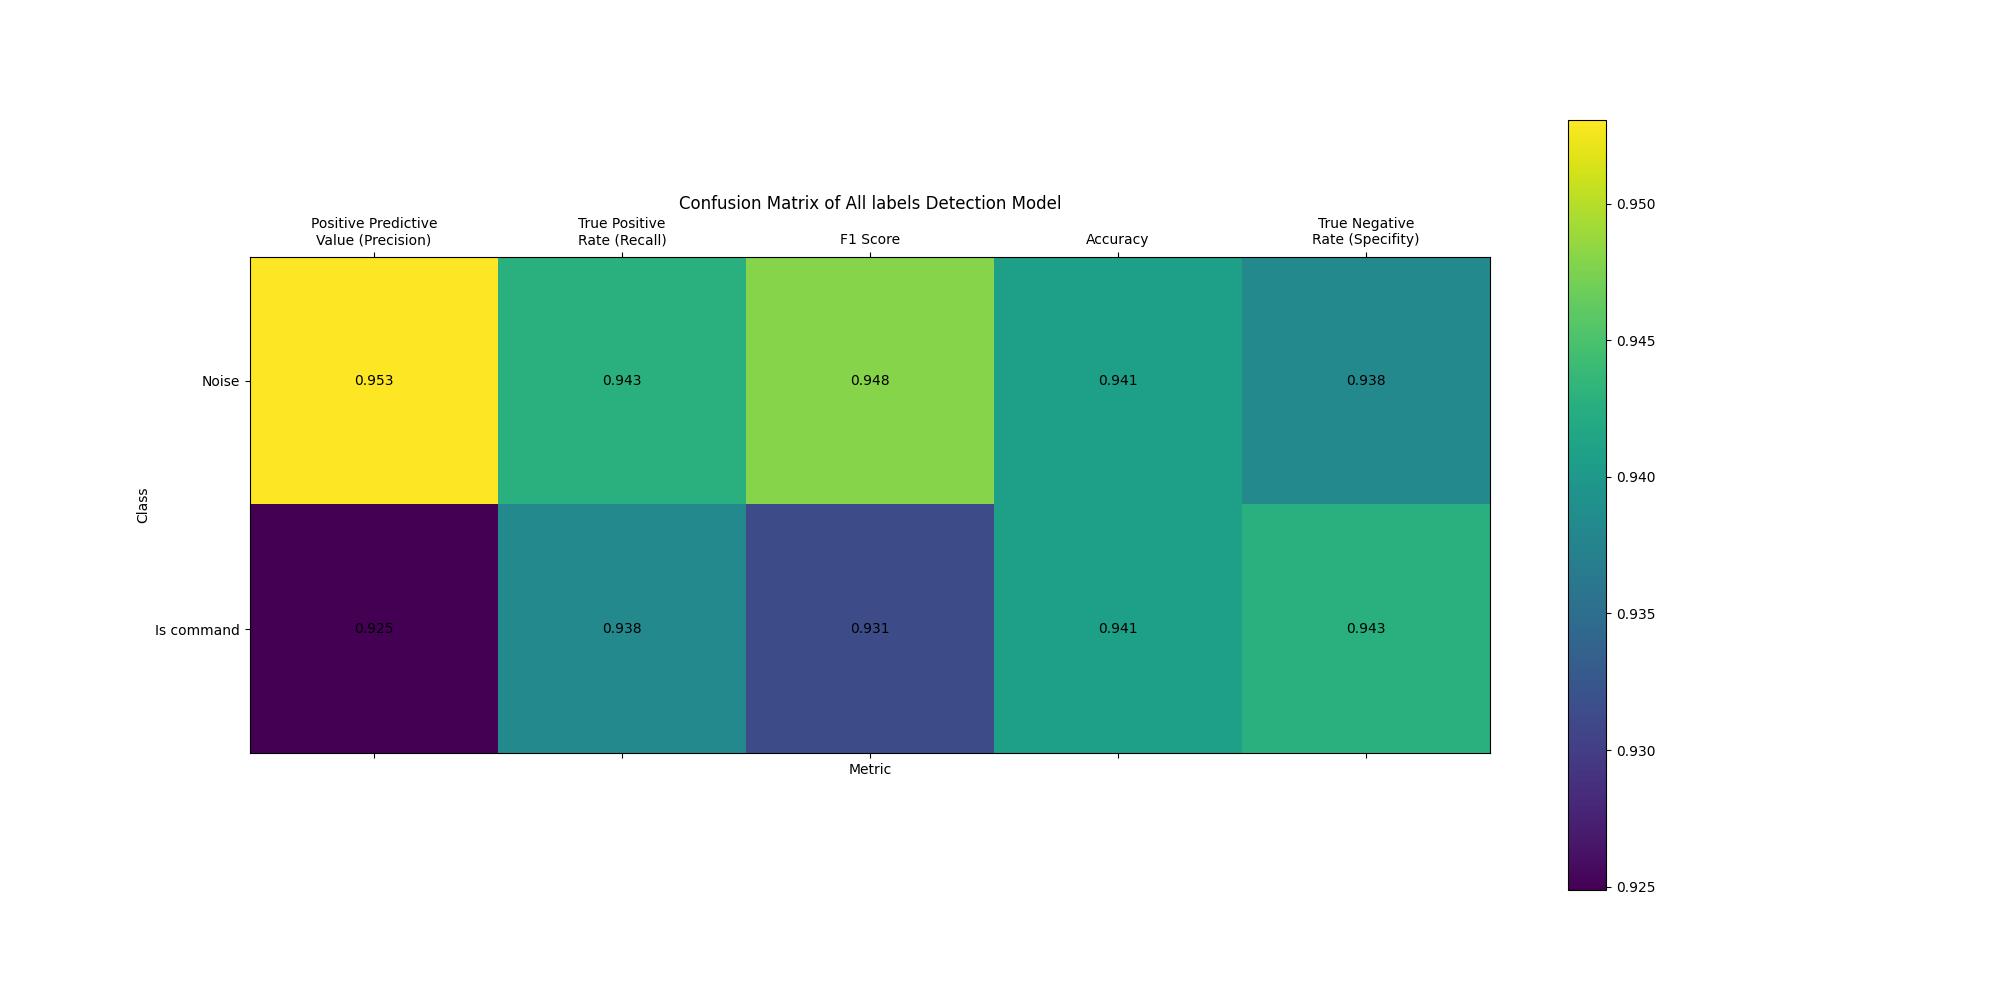 Confusion Matrix of All labels Detection Model
Positive Predictive
Value (Precision)
True Positive
Rate (Recall)
F1 Score
Accuracy
True Negative
Rate (Specifity)
Noise
0.953
0.943
0.948
0.941
0.938
Class
Is command
0.925
0.938
0.931
0.941
0.943
Metric
0.950
0.945
0.940
0.935
0.930
0.925